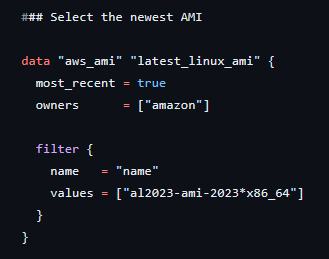 ### Select the newest AMI
data "aws_ami" "latest_linux_ami" {
  most_recent = true
  owners      = ["amazon"]
  filter {
    name   = "name"
    values = ["al2023-ami-2023*x86_64"]
  }
}